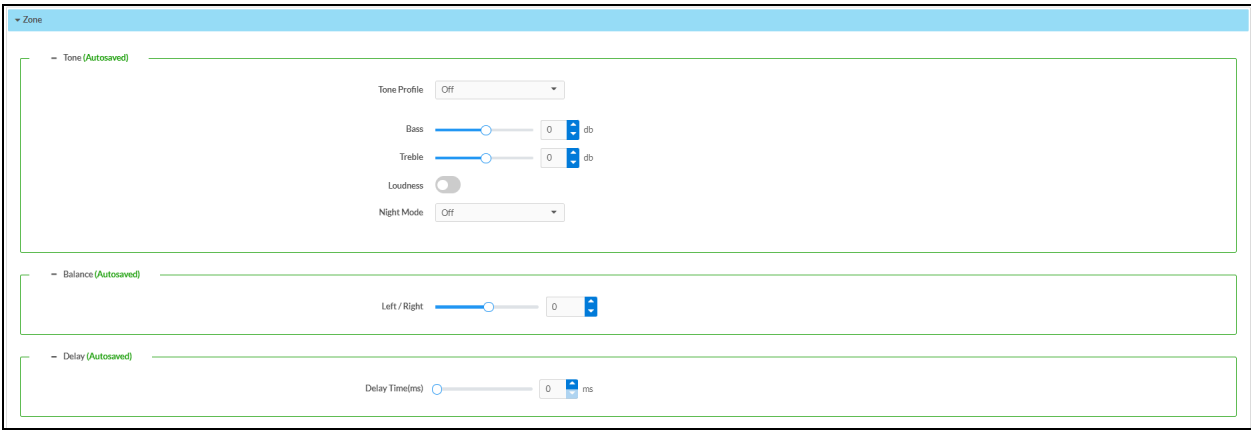 Zone
Tone (Autosaved)
Tone Profile Off
Bass 0 db
Treble 0 db
Loudness
Night Mode Off
Balance (Autosaved)
Left / Right 0
Delay (Autosaved)
Delay Time(ms) 0 ms